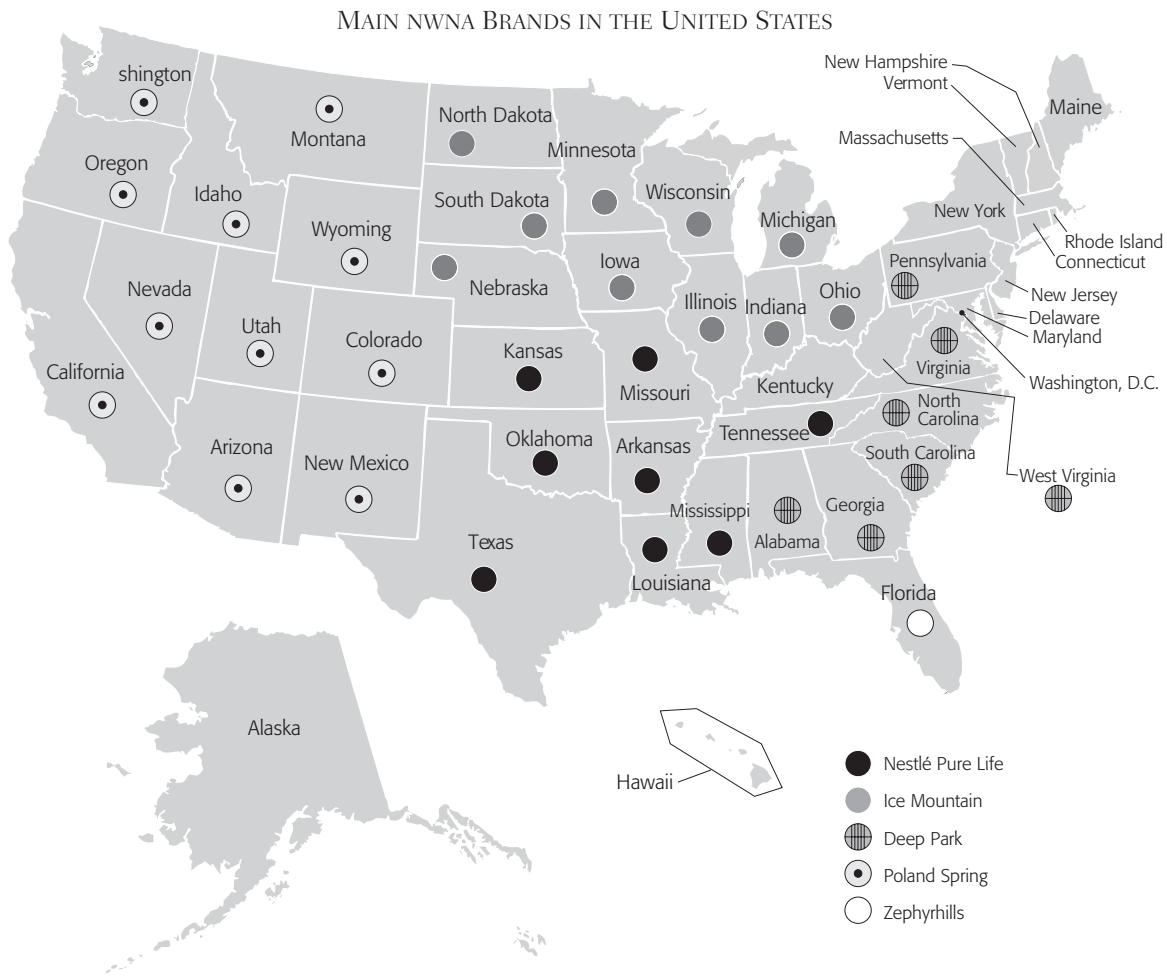 MAIN NWNA BRANDS IN THE UNITED STATES
New Hampshire
Vermont
shington
Maine
North Dakota
Montana
Massachusetts
Minnesota
Oregon
Idaho
Wisconsin
South Dakota
Michigan
New York
Wyoming
Rhode Island
Connecticut
Pennsylvania
Iowa
Nevada
Nebraska
Ohio
New Jersey
Illinois
Indiana
Delaware
Utah
Maryland
Colorado
Kansas
Virginia
California
Washington, D.C.
Kentucky
Missouri
North
Carolina
Tennessee
Oklahoma
Arkansas
Arizona
South Carolina
New Mexico
West Virginia
Georgia
Mississippi
Texas
Alabama
Louisiana
Florida
Alaska
Hawaii
Nestlé Pure Life
Ice Mountain
Deep Park
Poland Spring
Zephyrhills